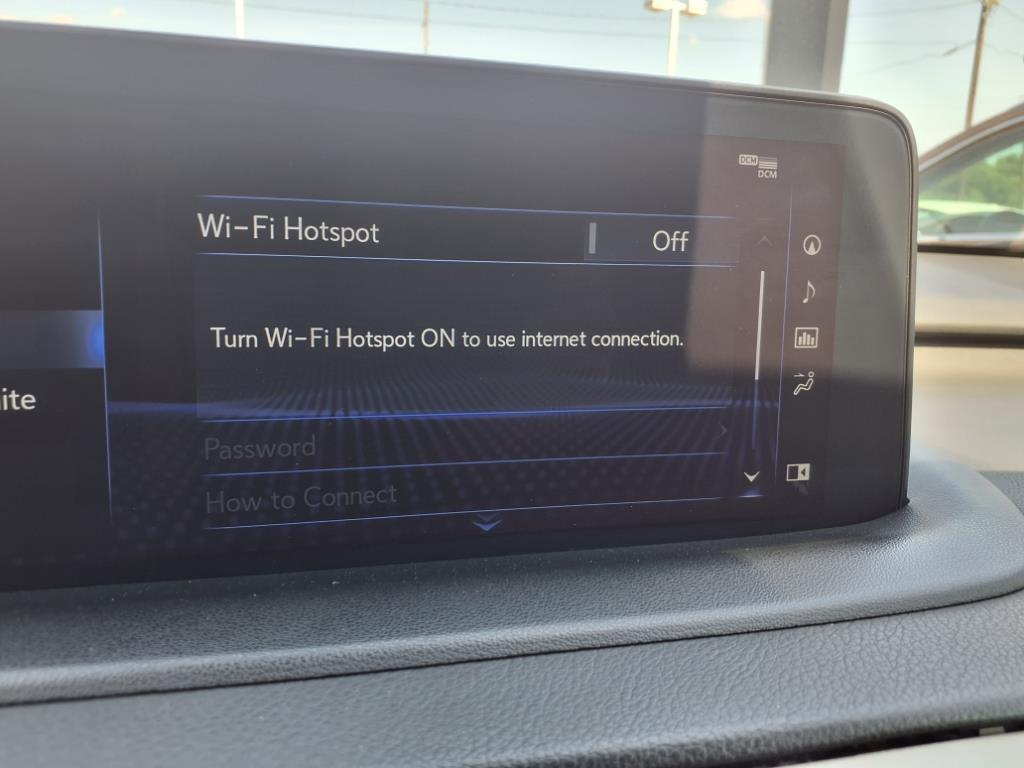 DCM
DCM
Wi-Fi Hotspot
Off
Turn Wi-Fi Hotspot ON to use internet connection.
ite
Password
How to Connect